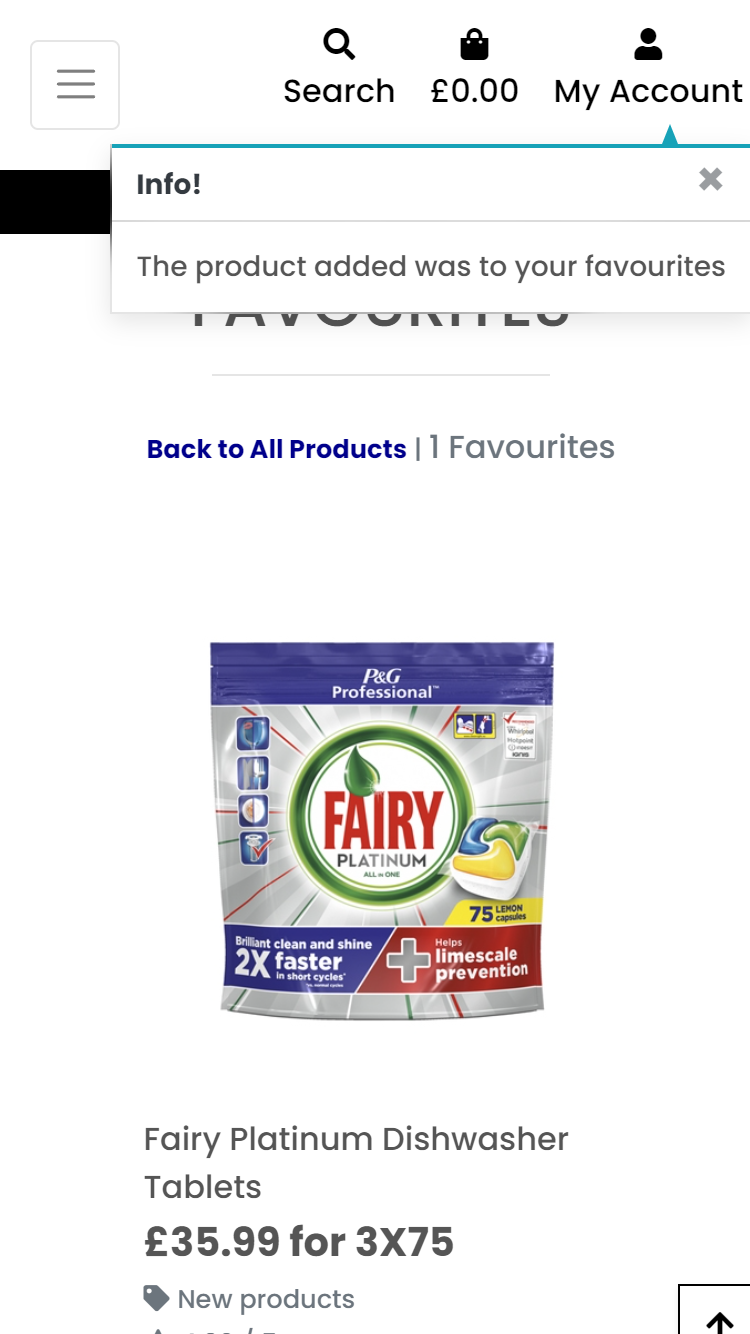 Search
£0.00
My Account
Info!
The product added was to your favourites
FAVOURITES
Back to All Products | 1 Favourites
P&G
Professional™
FAIRY
PLATINUM
ALL in ONE
75 LEMON
capsules
Brilliant clean and shine
2X faster
in short cycles*
Helps
limescale
prevention
Fairy Platinum Dishwasher
Tablets
£35.99 for 3X75
New products